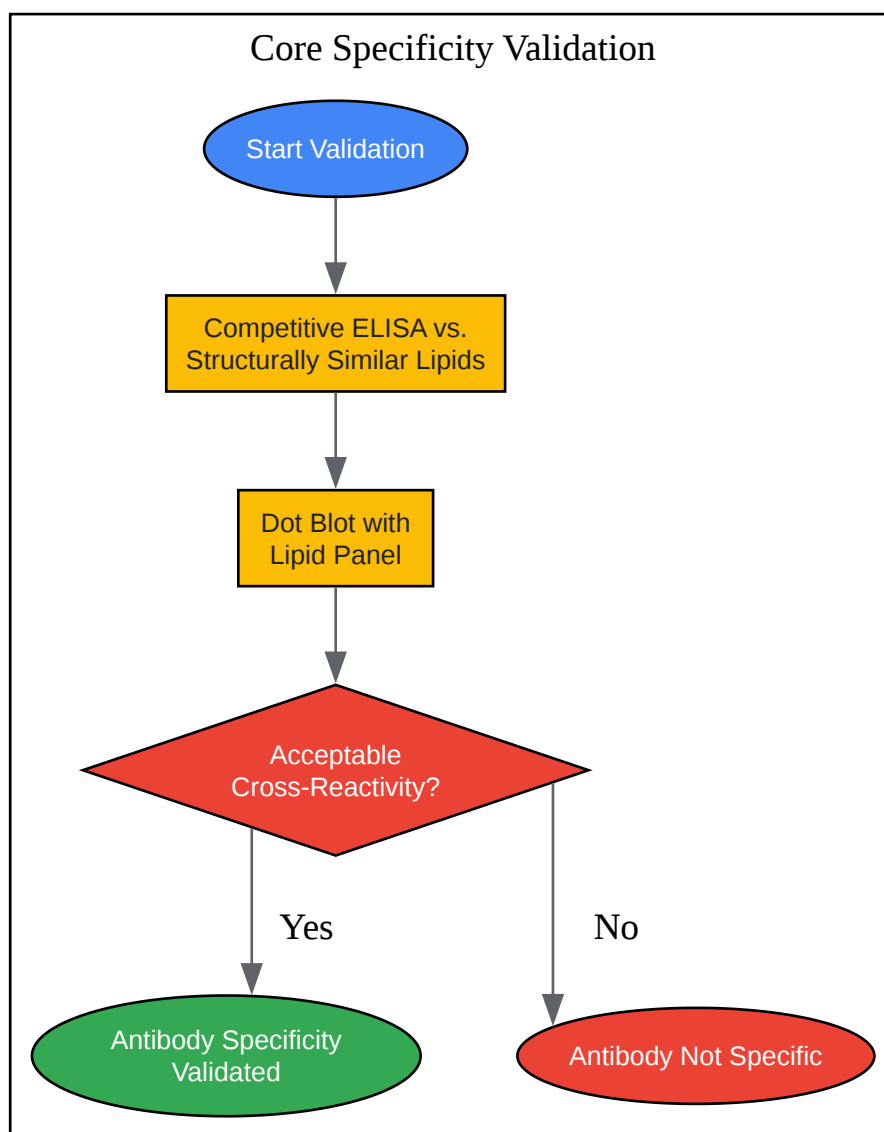 Core Specificity Validation
Start Validation
Competitive ELISA vs.
Structurally Similar Lipids
Dot Blot with
Lipid Panel
Acceptable
Cross-Reactivity?
Yes
No
Antibody Specificity
Validated
Antibody Not Specific